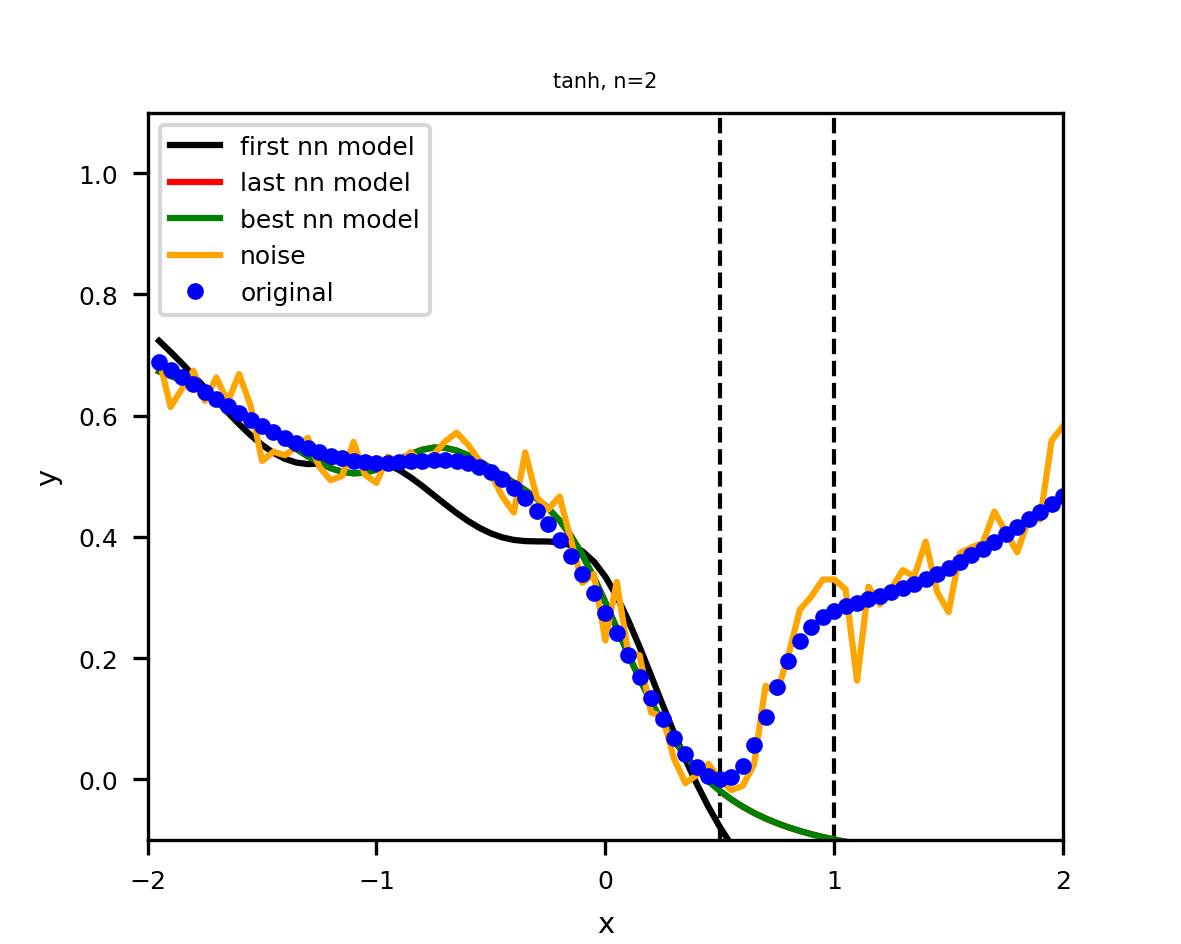 tanh, n=2
first nn model
last nn model
best nn model
noise
original
1.0
0.8
0.6
0.4
0.2
0.0
y
−2
−1
0
1
2
x